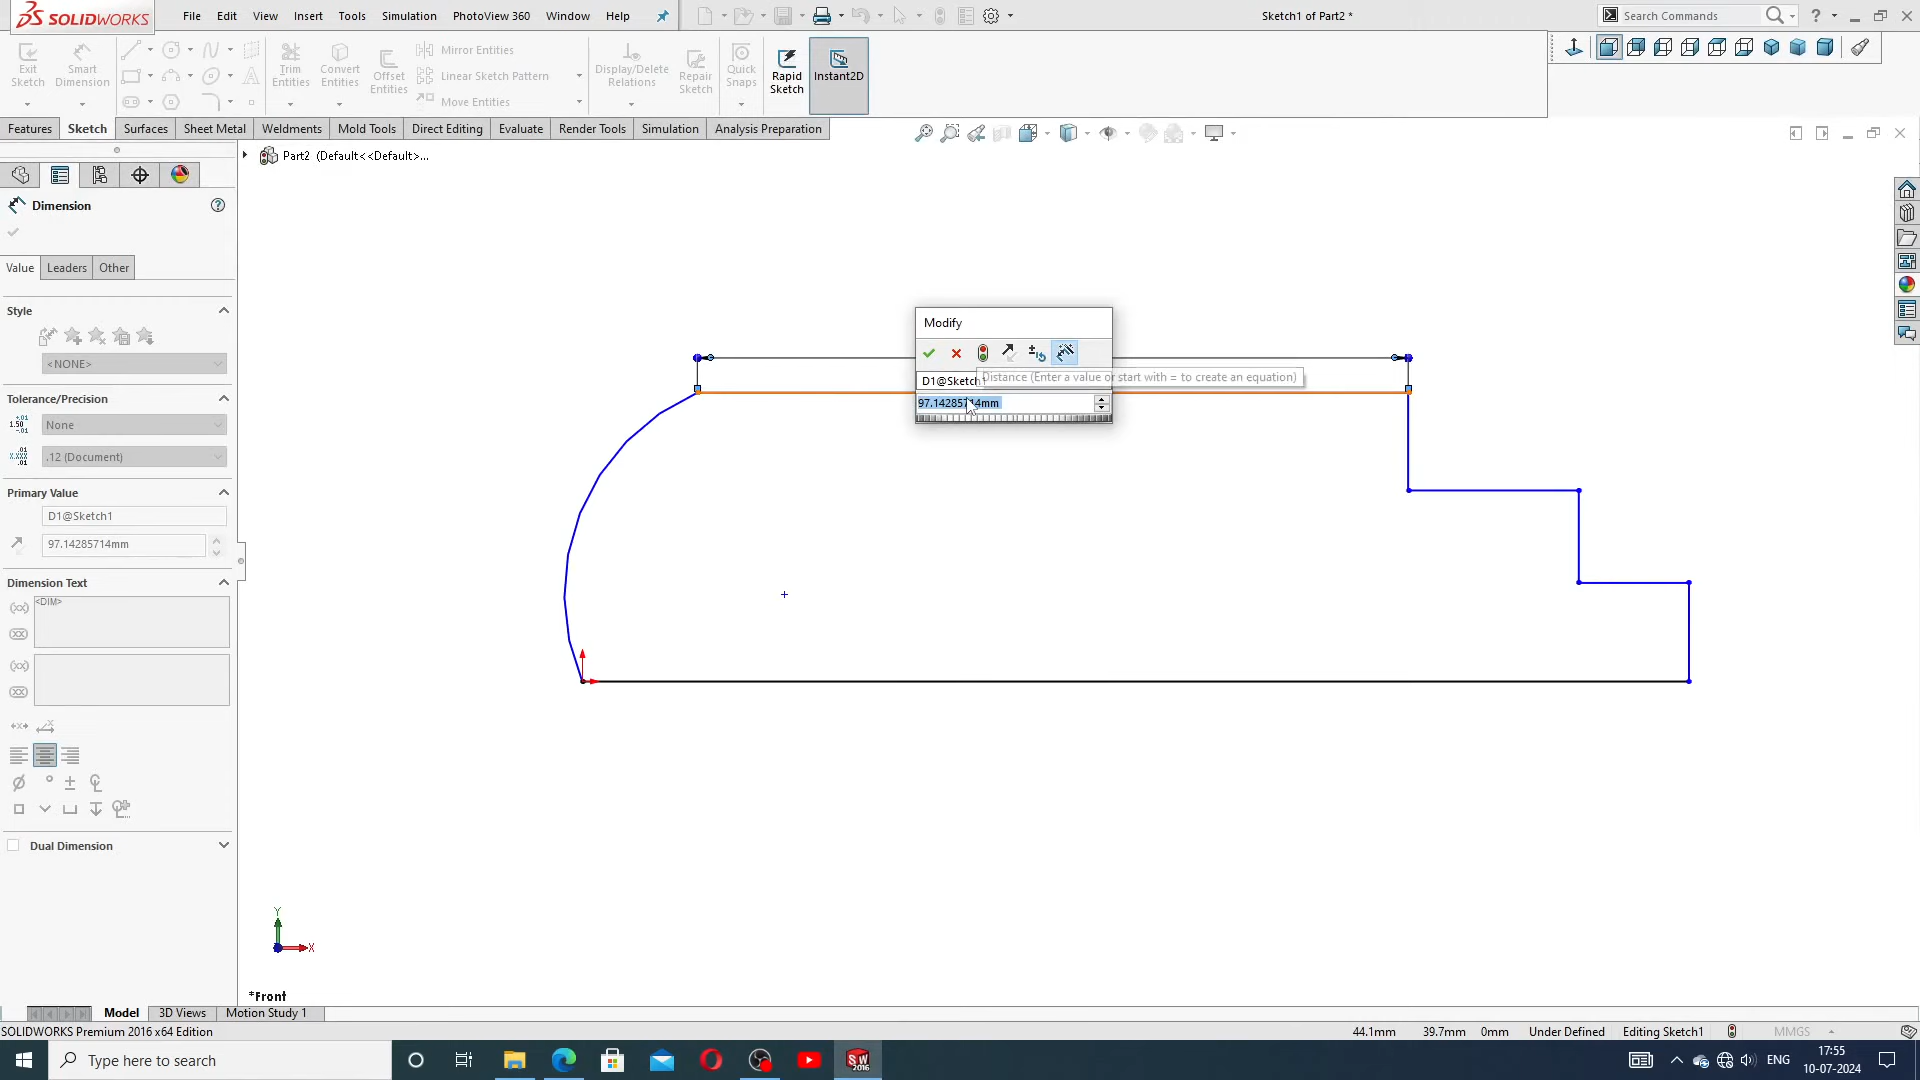 SOLIDWORKS File Edit View Insert Tools Simulation PhotoView 360 Window Help Sketch1 of Part2 * Search Commands
Exit Sketch
Smart Dimension
Trim Entities
Convert Entities
Offset Entities
Mirror Entities
Linear Sketch Pattern
Move Entities
Display/Delete Relations
Repair Sketch
Quick Snaps
Rapid Sketch
Instant2D
Features Sketch Surfaces Sheet Metal Weldments Mold Tools Direct Editing Evaluate Render Tools Simulation Analysis Preparation
Part2 (Default<<Default>...
Dimension
Value Leaders Other
Style
<NONE>
Tolerance/Precision
None
.12 (Document)
Primary Value
D1@Sketch1
97.14285714mm
Dimension Text
<DIM>
Dual Dimension
Modify
D1@Sketch1
Distance (Enter a value or start with = to create an equation)
97.14285714mm
Y
X
*Front
Model 3D Views Motion Study 1
SOLIDWORKS Premium 2016 x64 Edition 44.1mm 39.7mm 0mm Under Defined Editing Sketch1 MMGS
Type here to search
ENG
17:55
10-07-2024